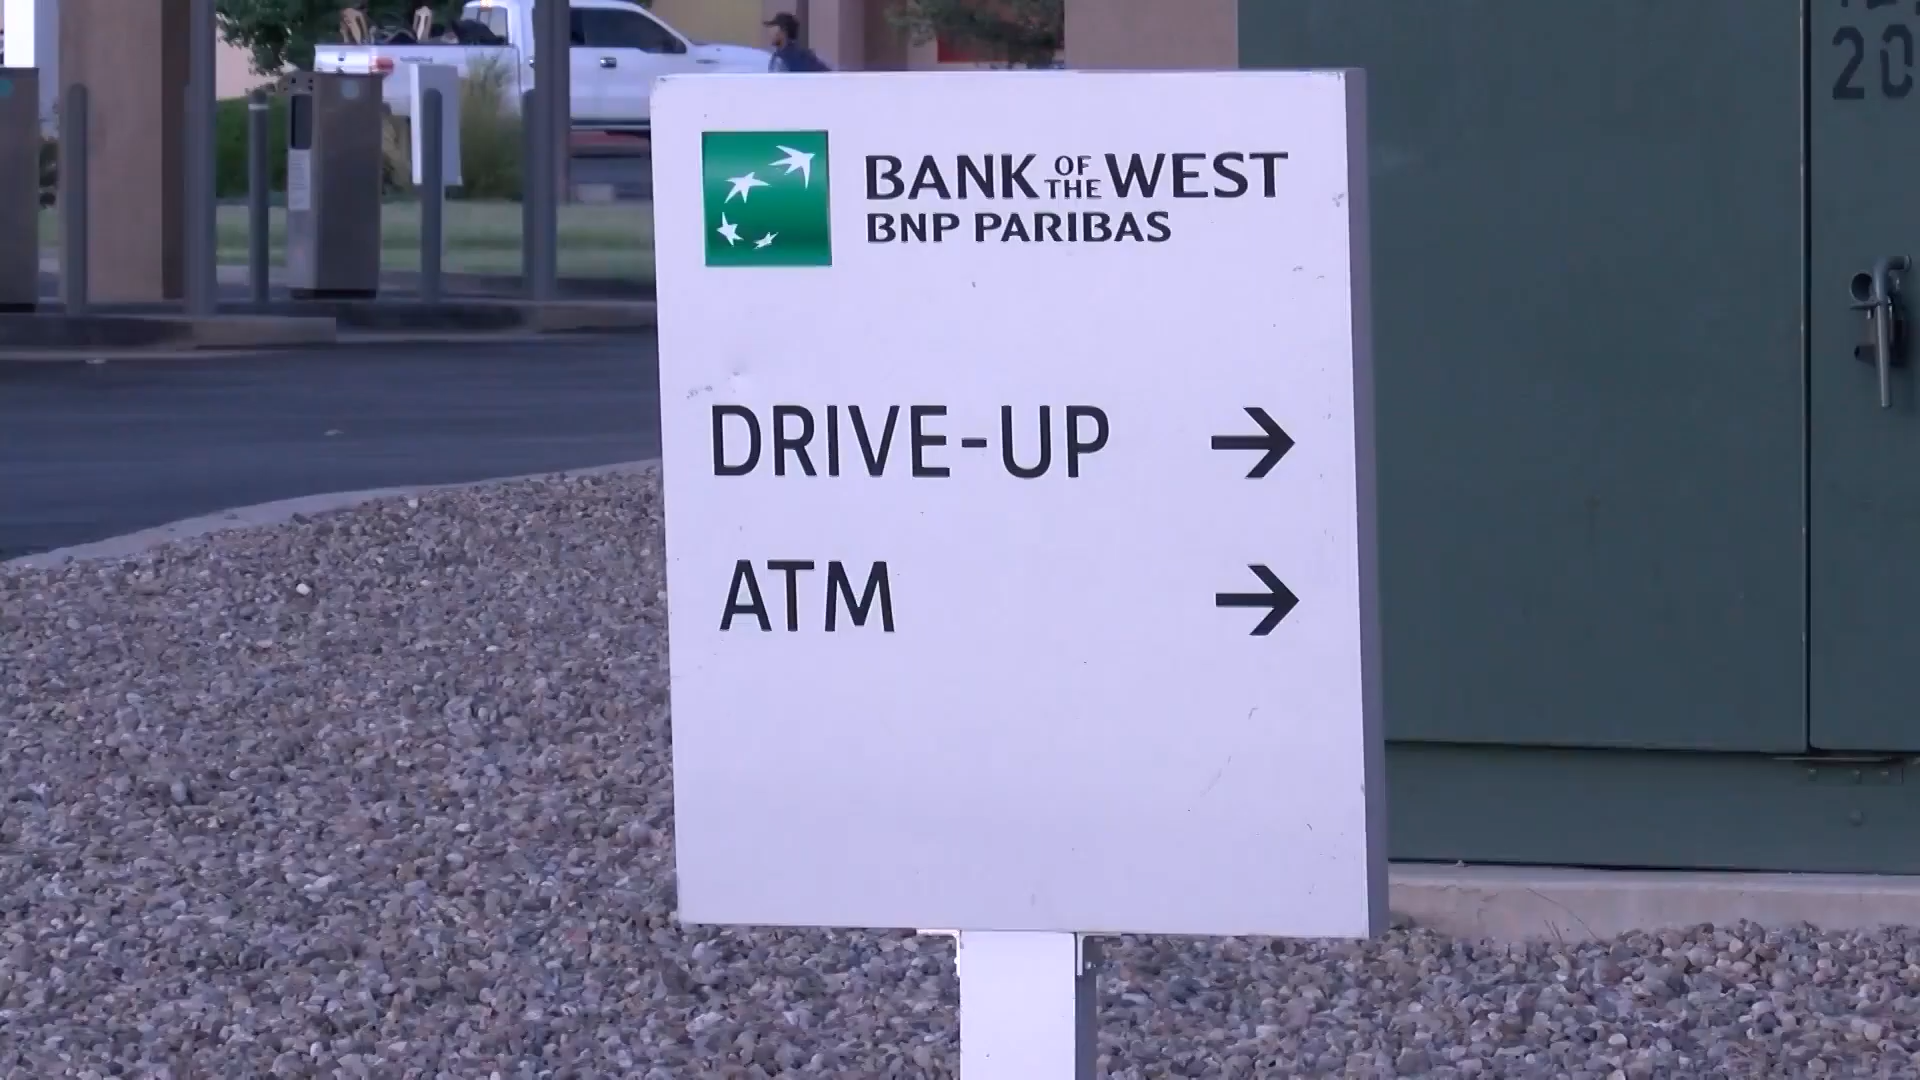 BANK OF THE WEST
BNP PARIBAS
DRIVE-UP →
ATM →
20